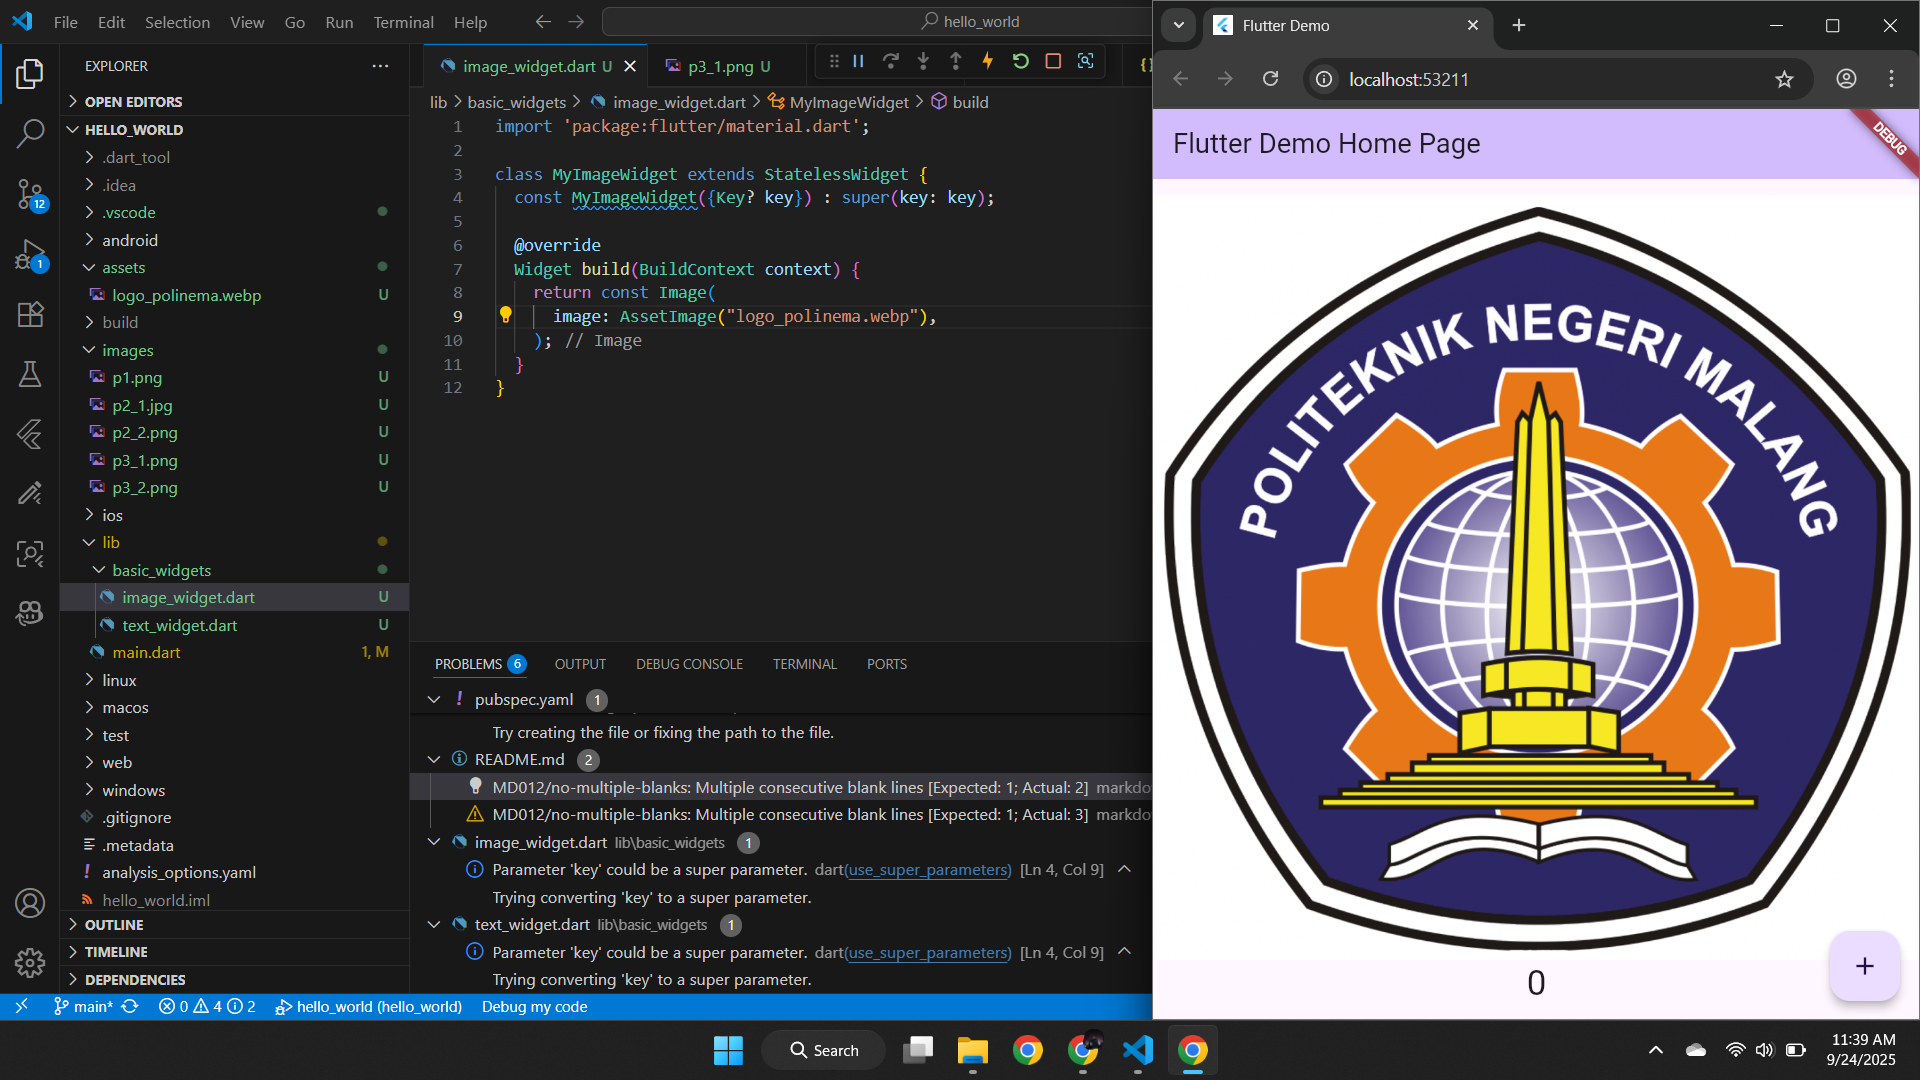 File Edit Selection View Go Run Terminal Help
hello_world
EXPLORER
OPEN EDITORS
HELLO_WORLD
.dart_tool
.idea
.vscode
android
assets
logo_polinema.webp U
build
images
p1.png U
p2_1.jpg U
p2_2.png U
p3_1.png U
p3_2.png U
ios
lib
basic_widgets
image_widget.dart U
text_widget.dart U
main.dart 1, M
linux
macos
test
web
windows
.gitignore
.metadata
analysis_options.yaml
hello_world.iml
OUTLINE
TIMELINE
DEPENDENCIES
12
1
image_widget.dart U
p3_1.png U
lib > basic_widgets > image_widget.dart > MyImageWidget > build
1 import 'package:flutter/material.dart';
2
3 class MyImageWidget extends StatelessWidget {
4 const MyImageWidget({Key? key}) : super(key: key);
5
6 @override
7 Widget build(BuildContext context) {
8 return const Image(
9 image: AssetImage("logo_polinema.webp"),
10 ); // Image
11 }
12 }
PROBLEMS 6 OUTPUT DEBUG CONSOLE TERMINAL PORTS
! pubspec.yaml 1
Try creating the file or fixing the path to the file.
README.md 2
MD012/no-multiple-blanks: Multiple consecutive blank lines [Expected: 1; Actual: 2] markdo
MD012/no-multiple-blanks: Multiple consecutive blank lines [Expected: 1; Actual: 3] markdo
image_widget.dart lib\basic_widgets 1
Parameter 'key' could be a super parameter. dart(use_super_parameters) [Ln 4, Col 9]
Trying converting 'key' to a super parameter.
text_widget.dart lib\basic_widgets 1
Parameter 'key' could be a super parameter. dart(use_super_parameters) [Ln 4, Col 9]
Trying converting 'key' to a super parameter.
main* 0 4 2 hello_world (hello_world) Debug my code
Flutter Demo
localhost:53211
Flutter Demo Home Page
DEBUG
POLITEKNIK NEGERI MALANG
0
+
Search
11:39 AM
9/24/2025